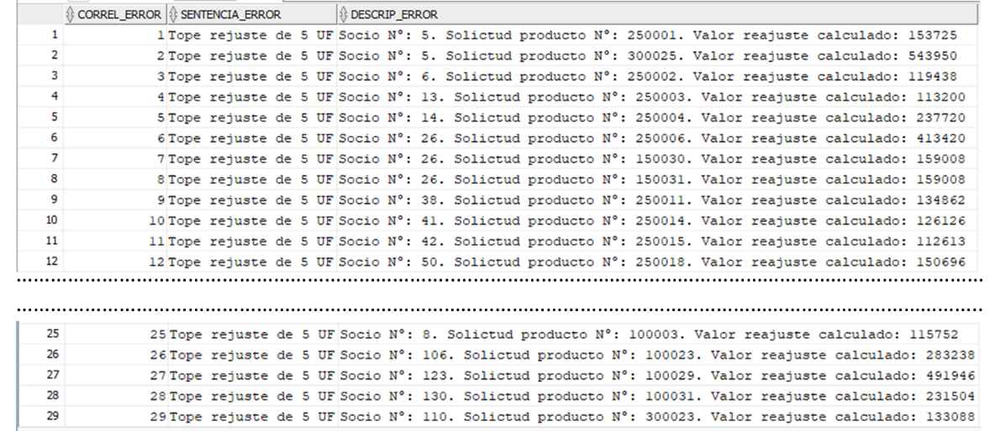 CORREL_ERROR SENTENCIA_ERROR DESCRIP_ERROR
1 1 Tope rejuste de 5 UF Socio N°: 5. Solictud producto N°: 250001. Valor reajuste calculado: 153725
2 2 Tope rejuste de 5 UF Socio N°: 5. Solictud producto N°: 300025. Valor reajuste calculado: 543950
3 3 Tope rejuste de 5 UF Socio N°: 6. Solictud producto N°: 250002. Valor reajuste calculado: 119438
4 4 Tope rejuste de 5 UF Socio N°: 13. Solictud producto N°: 250003. Valor reajuste calculado: 113200
5 5 Tope rejuste de 5 UF Socio N°: 14. Solictud producto N°: 250004. Valor reajuste calculado: 237720
6 6 Tope rejuste de 5 UF Socio N°: 26. Solictud producto N°: 250006. Valor reajuste calculado: 413420
7 7 Tope rejuste de 5 UF Socio N°: 26. Solictud producto N°: 150030. Valor reajuste calculado: 159008
8 8 Tope rejuste de 5 UF Socio N°: 26. Solictud producto N°: 150031. Valor reajuste calculado: 159008
9 9 Tope rejuste de 5 UF Socio N°: 38. Solictud producto N°: 250011. Valor reajuste calculado: 134862
10 10 Tope rejuste de 5 UF Socio N°: 41. Solictud producto N°: 250014. Valor reajuste calculado: 126126
11 11 Tope rejuste de 5 UF Socio N°: 42. Solictud producto N°: 250015. Valor reajuste calculado: 112613
12 12 Tope rejuste de 5 UF Socio N°: 50. Solictud producto N°: 250018. Valor reajuste calculado: 150696
25 25 Tope rejuste de 5 UF Socio N°: 8. Solictud producto N°: 100003. Valor reajuste calculado: 115752
26 26 Tope rejuste de 5 UF Socio N°: 106. Solictud producto N°: 100023. Valor reajuste calculado: 283238
27 27 Tope rejuste de 5 UF Socio N°: 123. Solictud producto N°: 100029. Valor reajuste calculado: 491946
28 28 Tope rejuste de 5 UF Socio N°: 130. Solictud producto N°: 100031. Valor reajuste calculado: 231504
29 29 Tope rejuste de 5 UF Socio N°: 110. Solictud producto N°: 300023. Valor reajuste calculado: 133088